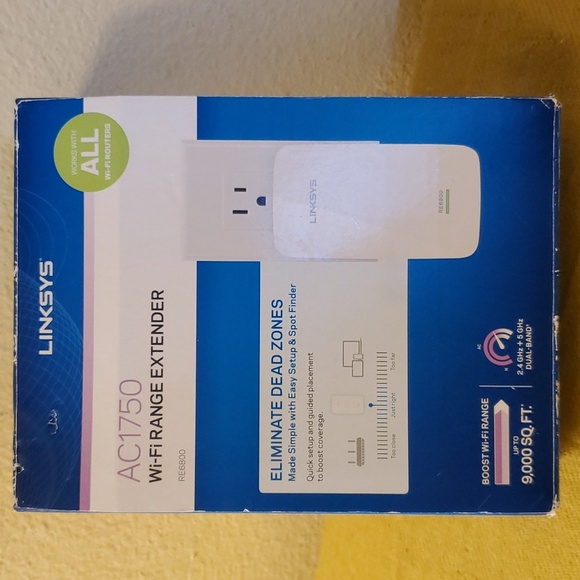 LINKSYS®
WORKS WITH
ALL
Wi-Fi ROUTERS
AC1750
Wi-Fi RANGE EXTENDER
RE6800
LINKSYS
RE6800
ELIMINATE DEAD ZONES
Made Simple with Easy Setup & Spot Finder
Quick setup and guided placement
to boost coverage.
Too close
Just right
Too far
BOOST Wi-Fi RANGE
UP TO
9,000 SQ. FT.*
N
AC
2.4 GHz + 5 GHz
DUAL-BAND†